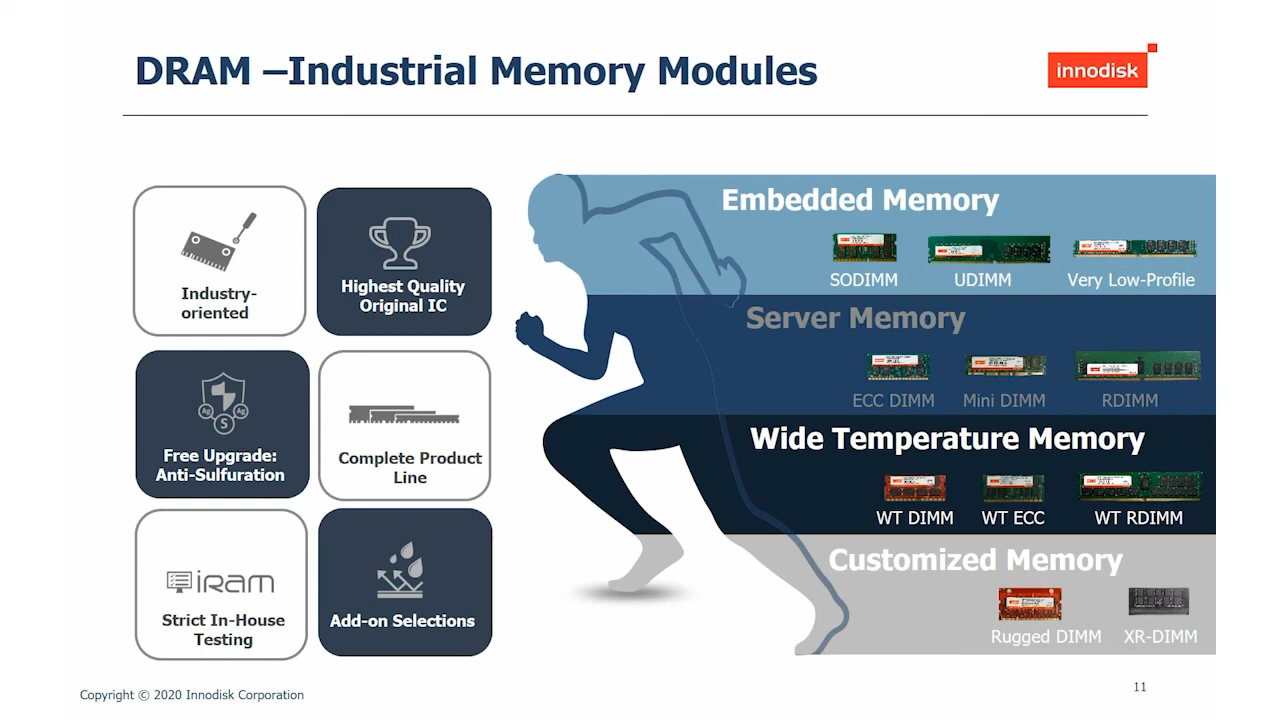 DRAM –Industrial Memory Modules
innodisk
Industry-
oriented
Highest Quality
Original IC
Ag
S
Ag
Free Upgrade:
Anti-Sulfuration
Complete Product
Line
iRAM
Strict In-House
Testing
Add-on Selections
Embedded Memory
SODIMM
UDIMM
Very Low-Profile
Server Memory
ECC DIMM
Mini DIMM
RDIMM
Wide Temperature Memory
WT DIMM
WT ECC
WT RDIMM
Customized Memory
Rugged DIMM
XR-DIMM
Copyright © 2020 Innodisk Corporation
11